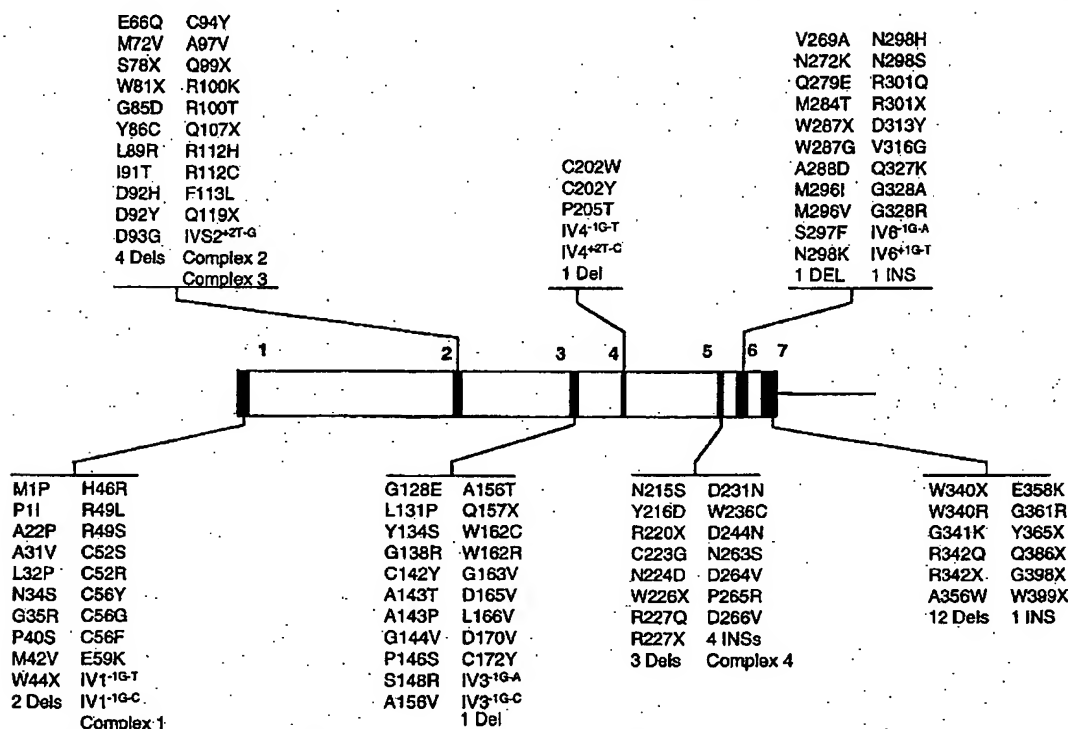 E66Q C94Y
M72V A97V
S78X Q99X
W81X R100K
G85D R100T
Y86C Q107X
L89R R112H
I91T R112C
D92H F113L
D92Y Q119X
D93G IVS2+2T-G
4 Dels Complex 2
Complex 3
C202W
C202Y
P205T
IV4-1G-T
IV4+2T-C
1 Del
V269A N298H
N272K N298S
Q279E R301Q
M284T R301X
W287X D313Y
W287G V316G
A288D Q327K
M296I G328A
M296V G328R
S297F IV6-1G-A
N298K IV6+1G-T
1 DEL 1 INS
1 2 3 4 5 6 7
M1P H46R
P1I R49L
A22P R49S
A31V C52S
L32P C52R
N34S C56Y
G35R C56G
P40S C56F
M42V E59K
W44X IV1-1G-T
2 Dels IV1-1G-C
Complex 1
G128E A156T
L131P Q157X
Y134S W162C
G138R W162R
C142Y G163V
A143T D165V
A143P L166V
G144V D170V
P146S C172Y
S148R IV3-1G-A
A156V IV3-1G-C
1 Del
N215S D231N
Y216D W236C
R220X D244N
C223G N263S
N224D D264V
W226X P265R
R227Q D266V
R227X 4 INSs
3 Dels Complex 4
W340X E358K
W340R G361R
G341K Y365X
R342Q Q386X
R342X G398X
A356W W399X
12 Dels 1 INS